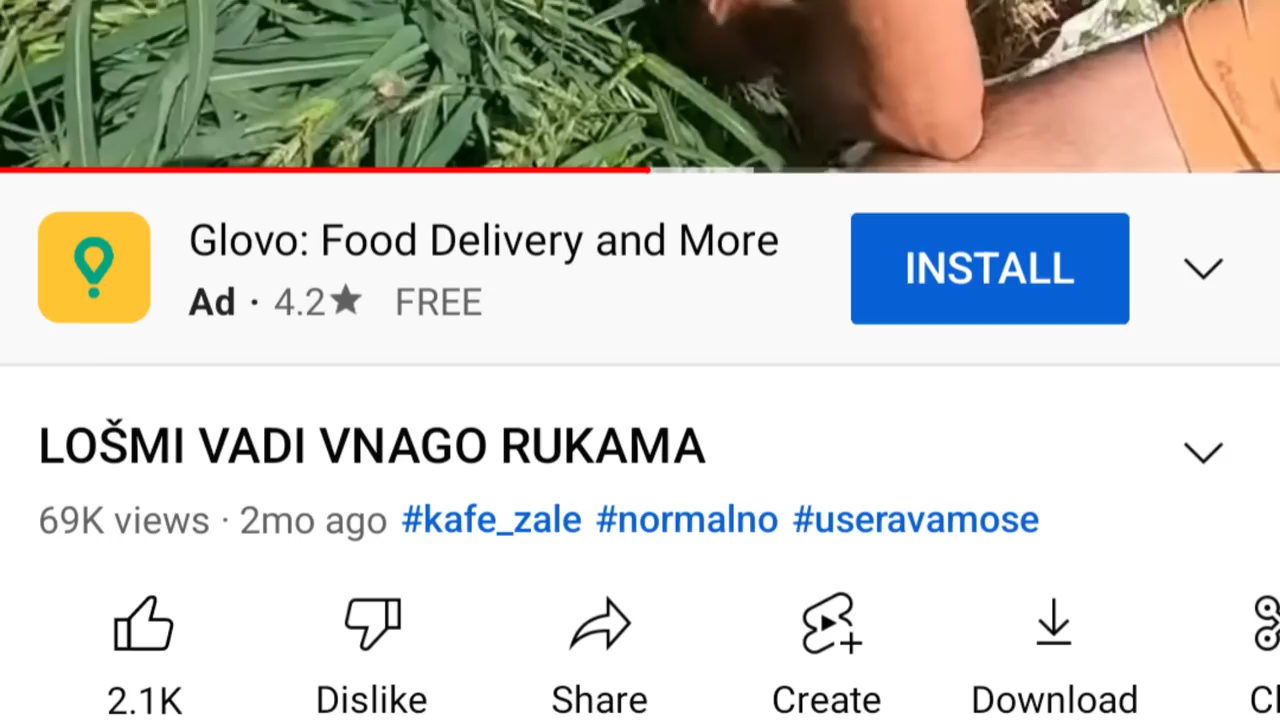 Glovo: Food Delivery and More
Ad · 4.2★ FREE
INSTALL
LOŠMI VADI VNAGO RUKAMA
69K views · 2mo ago #kafe_zale #normalno #useravamose
2.1K Dislike Share Create Download